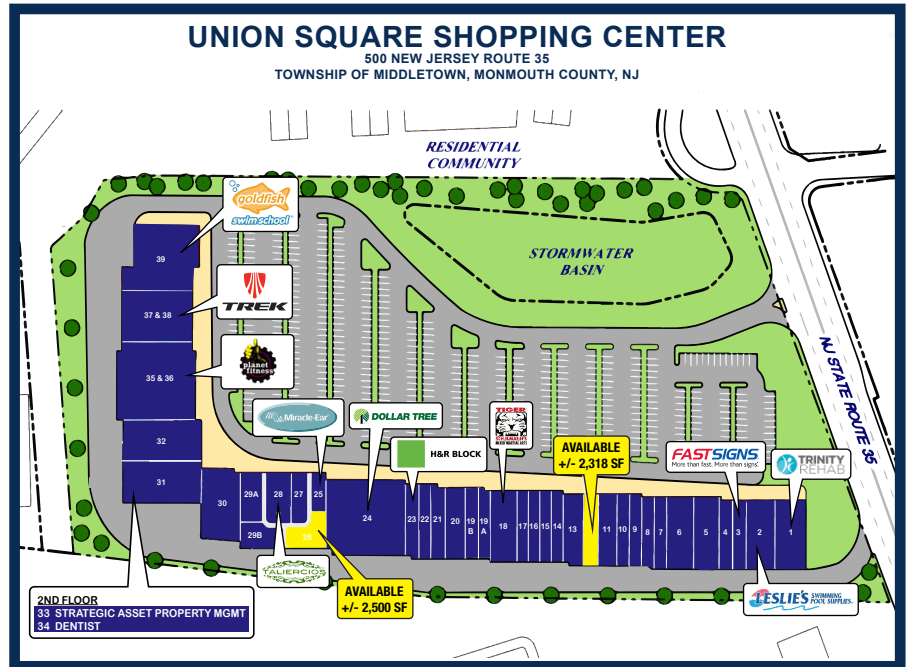 UNION SQUARE SHOPPING CENTER
500 NEW JERSEY ROUTE 35
TOWNSHIP OF MIDDLETOWN, MONMOUTH COUNTY, NJ
RESIDENTIAL
COMMUNITY
goldfish
swim school
STORMWATER
BASIN
39
TREK
37 & 38
planet
fitness
35 & 36
NJ STATE ROUTE 35
Miracle-Ear
DOLLAR TREE
TIGER
SCHULMANN'S
MIXED MARTIAL ARTS
H&R BLOCK
AVAILABLE
+/- 2,318 SF
FASTSIGNS
More than fast. More than signs.
TRINITY
REHAB
32
31
30
29A
28
27
25
24
23
22
21
20
19
B
19
A
18
17
16
15
14
13
11
10
9
8
7
6
5
4
3
2
1
29B
26
TALIERCIO'S
AVAILABLE
+/- 2,500 SF
LESLIE'S SWIMMING
POOL SUPPLIES
2ND FLOOR
33 STRATEGIC ASSET PROPERTY MGMT
34 DENTIST